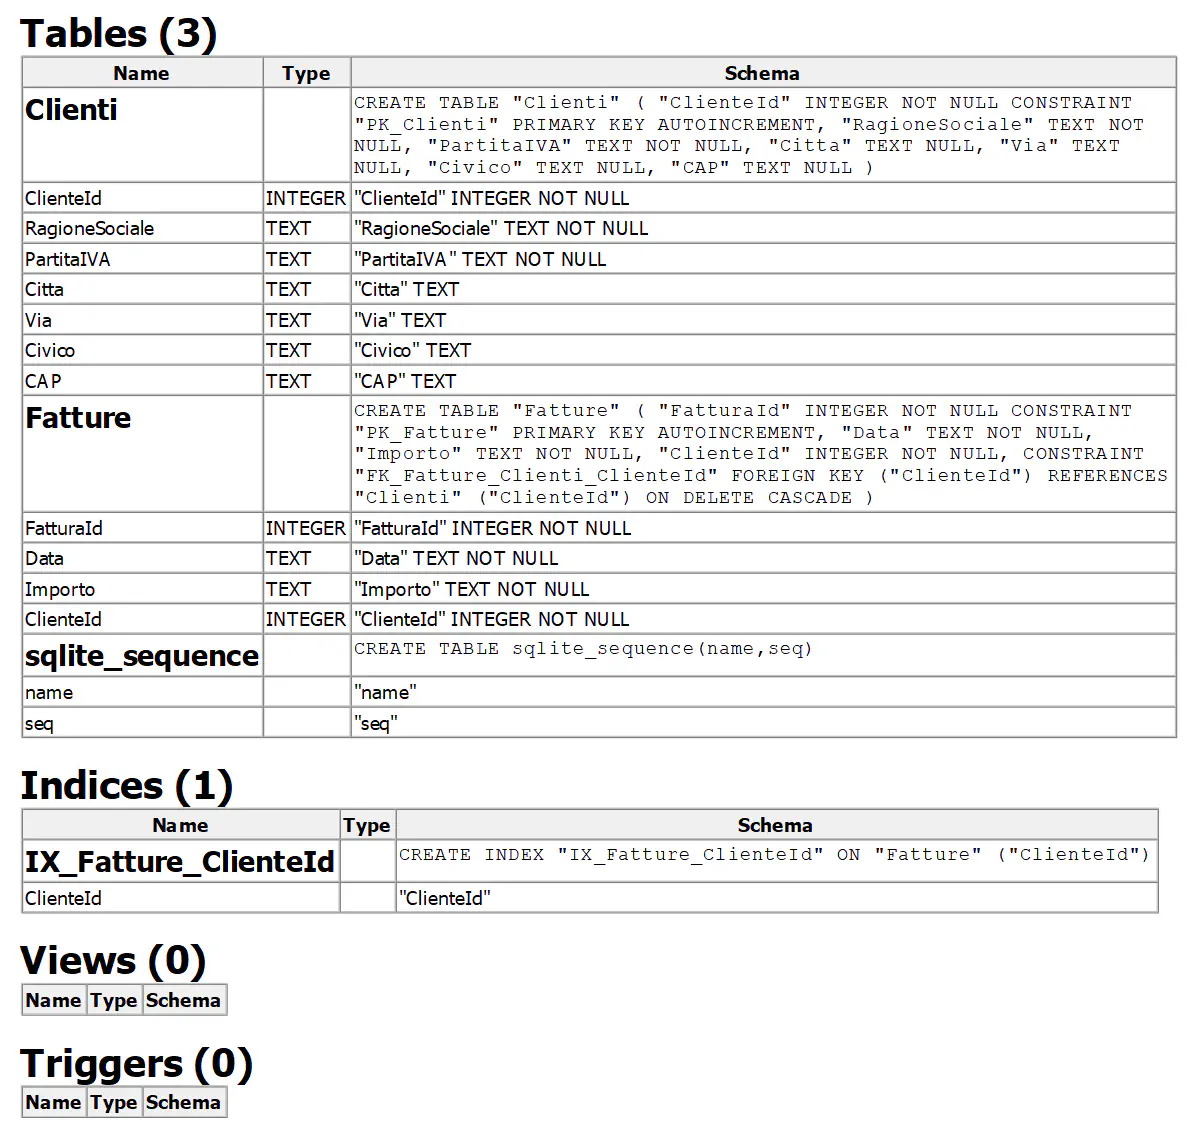 Tables (3)
Name Type Schema
Clienti CREATE TABLE "Clienti" ( "ClienteId" INTEGER NOT NULL CONSTRAINT
"PK_Clienti" PRIMARY KEY AUTOINCREMENT, "RagioneSociale" TEXT NOT
NULL, "PartitaIVA" TEXT NOT NULL, "Citta" TEXT NULL, "Via" TEXT
NULL, "Civico" TEXT NULL, "CAP" TEXT NULL )
ClienteId INTEGER "ClienteId" INTEGER NOT NULL
RagioneSociale TEXT "RagioneSociale" TEXT NOT NULL
PartitaIVA TEXT "PartitaIVA" TEXT NOT NULL
Citta TEXT "Citta" TEXT
Via TEXT "Via" TEXT
Civico TEXT "Civico" TEXT
CAP TEXT "CAP" TEXT
Fatture CREATE TABLE "Fatture" ( "FatturaId" INTEGER NOT NULL CONSTRAINT
"PK_Fatture" PRIMARY KEY AUTOINCREMENT, "Data" TEXT NOT NULL,
"Importo" TEXT NOT NULL, "ClienteId" INTEGER NOT NULL, CONSTRAINT
"FK_Fatture_Clienti_ClienteId" FOREIGN KEY ("ClienteId") REFERENCES
"Clienti" ("ClienteId") ON DELETE CASCADE )
FatturaId INTEGER "FatturaId" INTEGER NOT NULL
Data TEXT "Data" TEXT NOT NULL
Importo TEXT "Importo" TEXT NOT NULL
ClienteId INTEGER "ClienteId" INTEGER NOT NULL
sqlite_sequence CREATE TABLE sqlite_sequence(name,seq)
name "name"
seq "seq"
Indices (1)
Name Type Schema
IX_Fatture_ClienteId CREATE INDEX "IX_Fatture_ClienteId" ON "Fatture" ("ClienteId")
ClienteId "ClienteId"
Views (0)
Name Type Schema
Triggers (0)
Name Type Schema